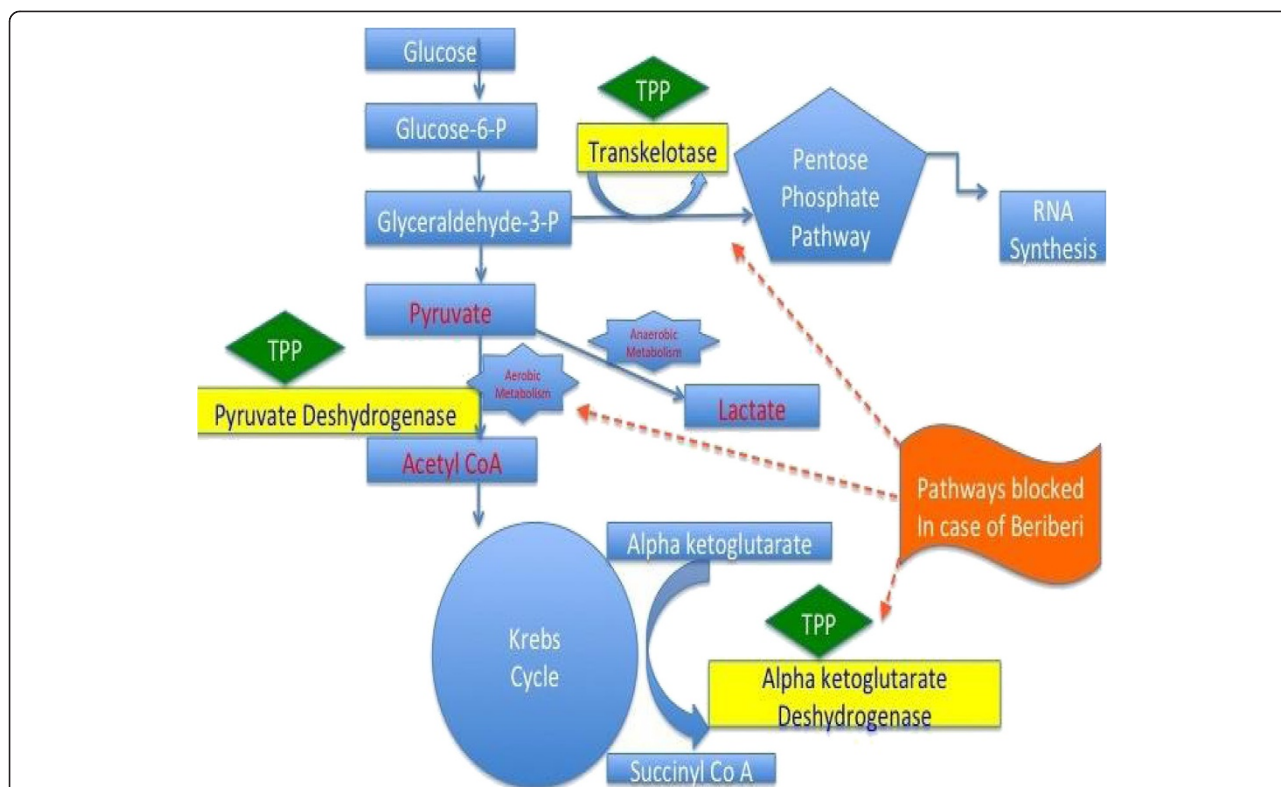 Glucose
TPP
Glucose-6-P
Transkelotase
Pentose
Phosphate
Pathway
Glyceraldehyde-3-P
RNA
Synthesis
Pyruvate
Anaerobic
Metabolism
TPP
Aerobic
Metabolism
Lactate
Pyruvate Deshydrogenase
Acetyl CoA
Pathways blocked
In case of Beriberi
Alpha ketoglutarate
TPP
Krebs
Cycle
Alpha ketoglutarate
Deshydrogenase
Succinyl Co A